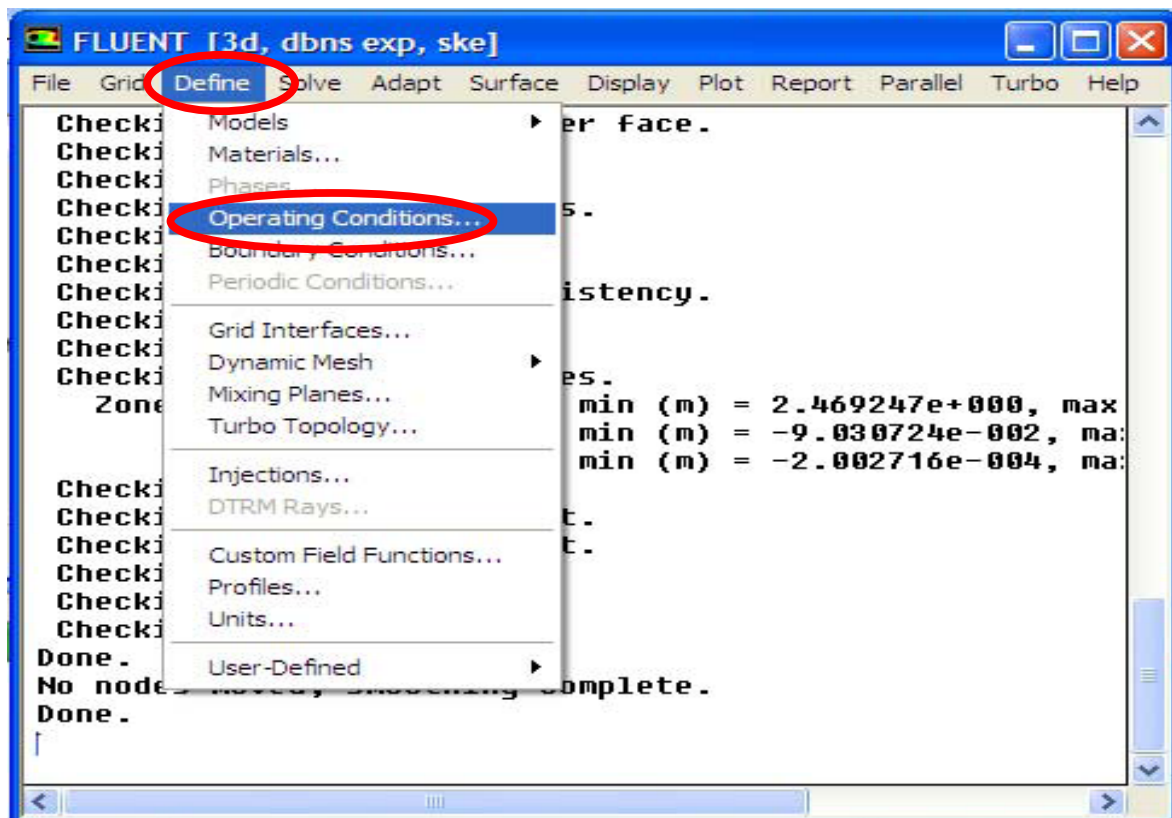 FLUENT [3d, dbns exp, ske]
File Grid Define Solve Adapt Surface Display Plot Report Parallel Turbo Help
Models
Materials...
Phases...
Operating Conditions...
Boundary Conditions...
Periodic Conditions...
Grid Interfaces...
Dynamic Mesh
Mixing Planes...
Turbo Topology...
Injections...
DTRM Rays...
Custom Field Functions...
Profiles...
Units...
User-Defined
Checki er face.
Checki
Checki
Checki s.
Checki
Checki
Checki istency.
Checki
Checki
Checki es.
Zone min (m) = 2.469247e+000, max
min (m) = -9.030724e-002, ma
min (m) = -2.002716e-004, ma
Checki
Checki t.
Checki t.
Checki
Checki
Checki
Done.
No nodes moved, smoothing complete.
Done.